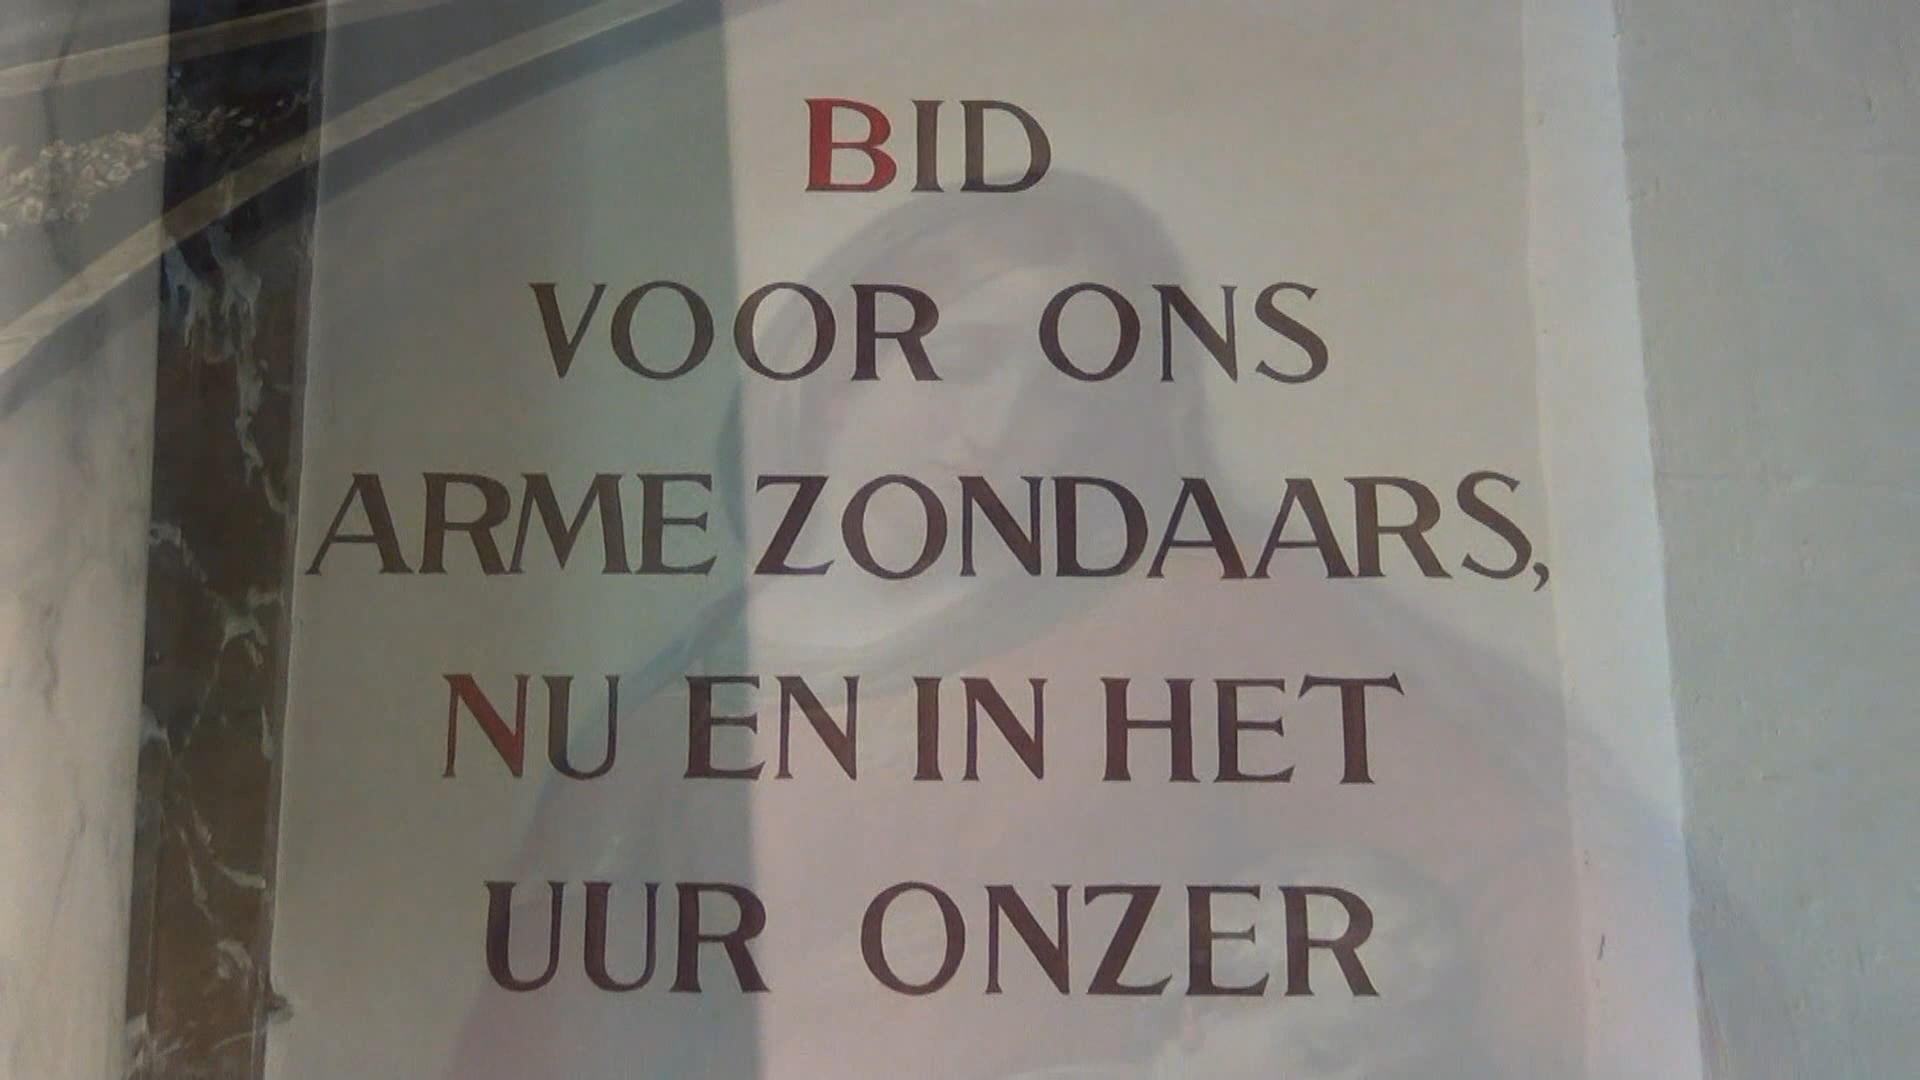 BID
VOOR ONS
ARME ZONDAARS,
NU EN IN HET
UUR ONZER